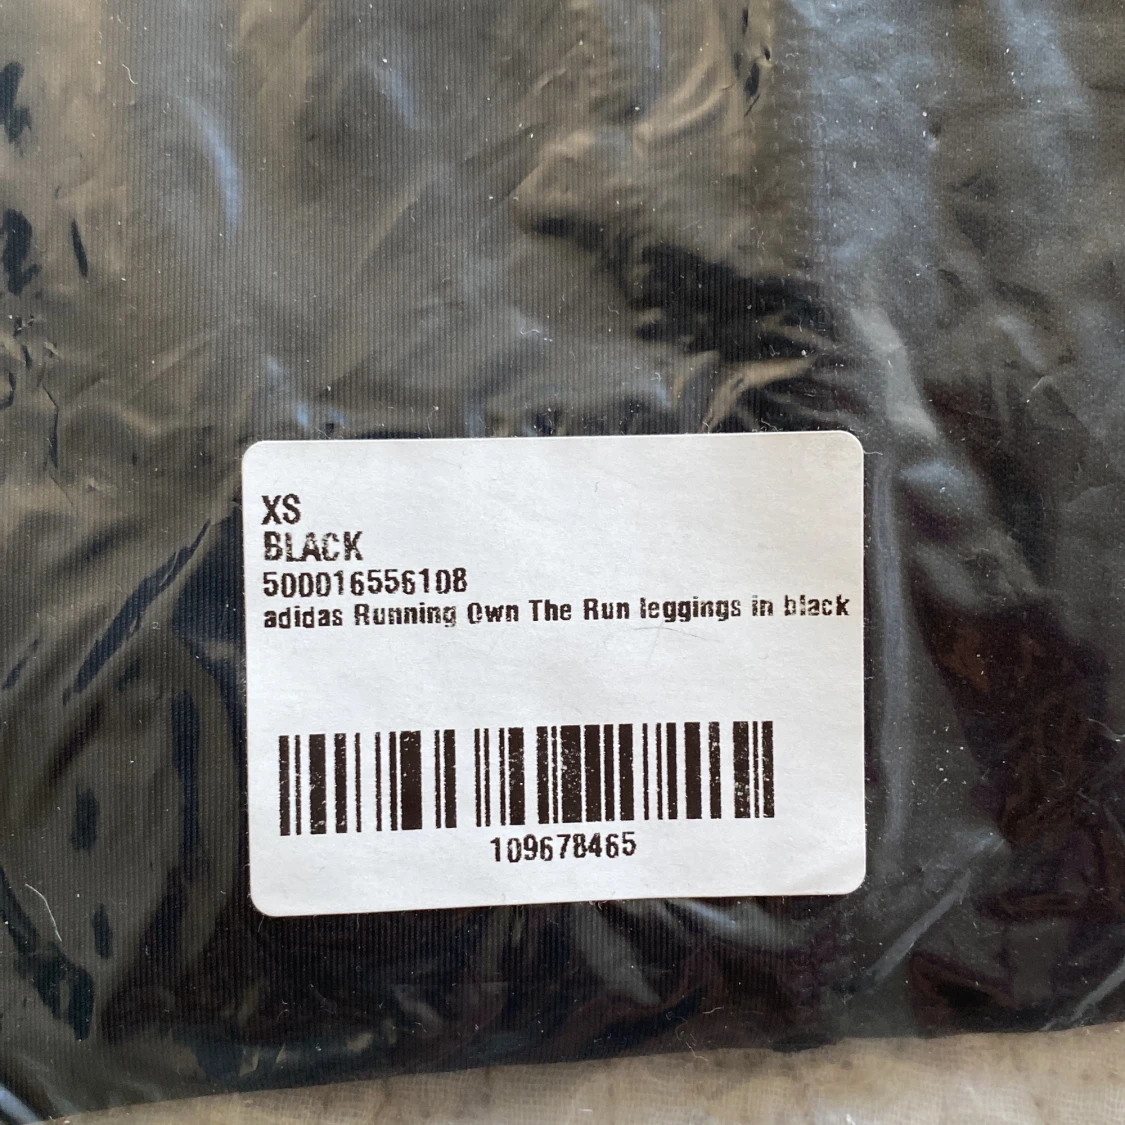 XS
BLACK
500016556108
adidas Running Own The Run leggings in black
109678465